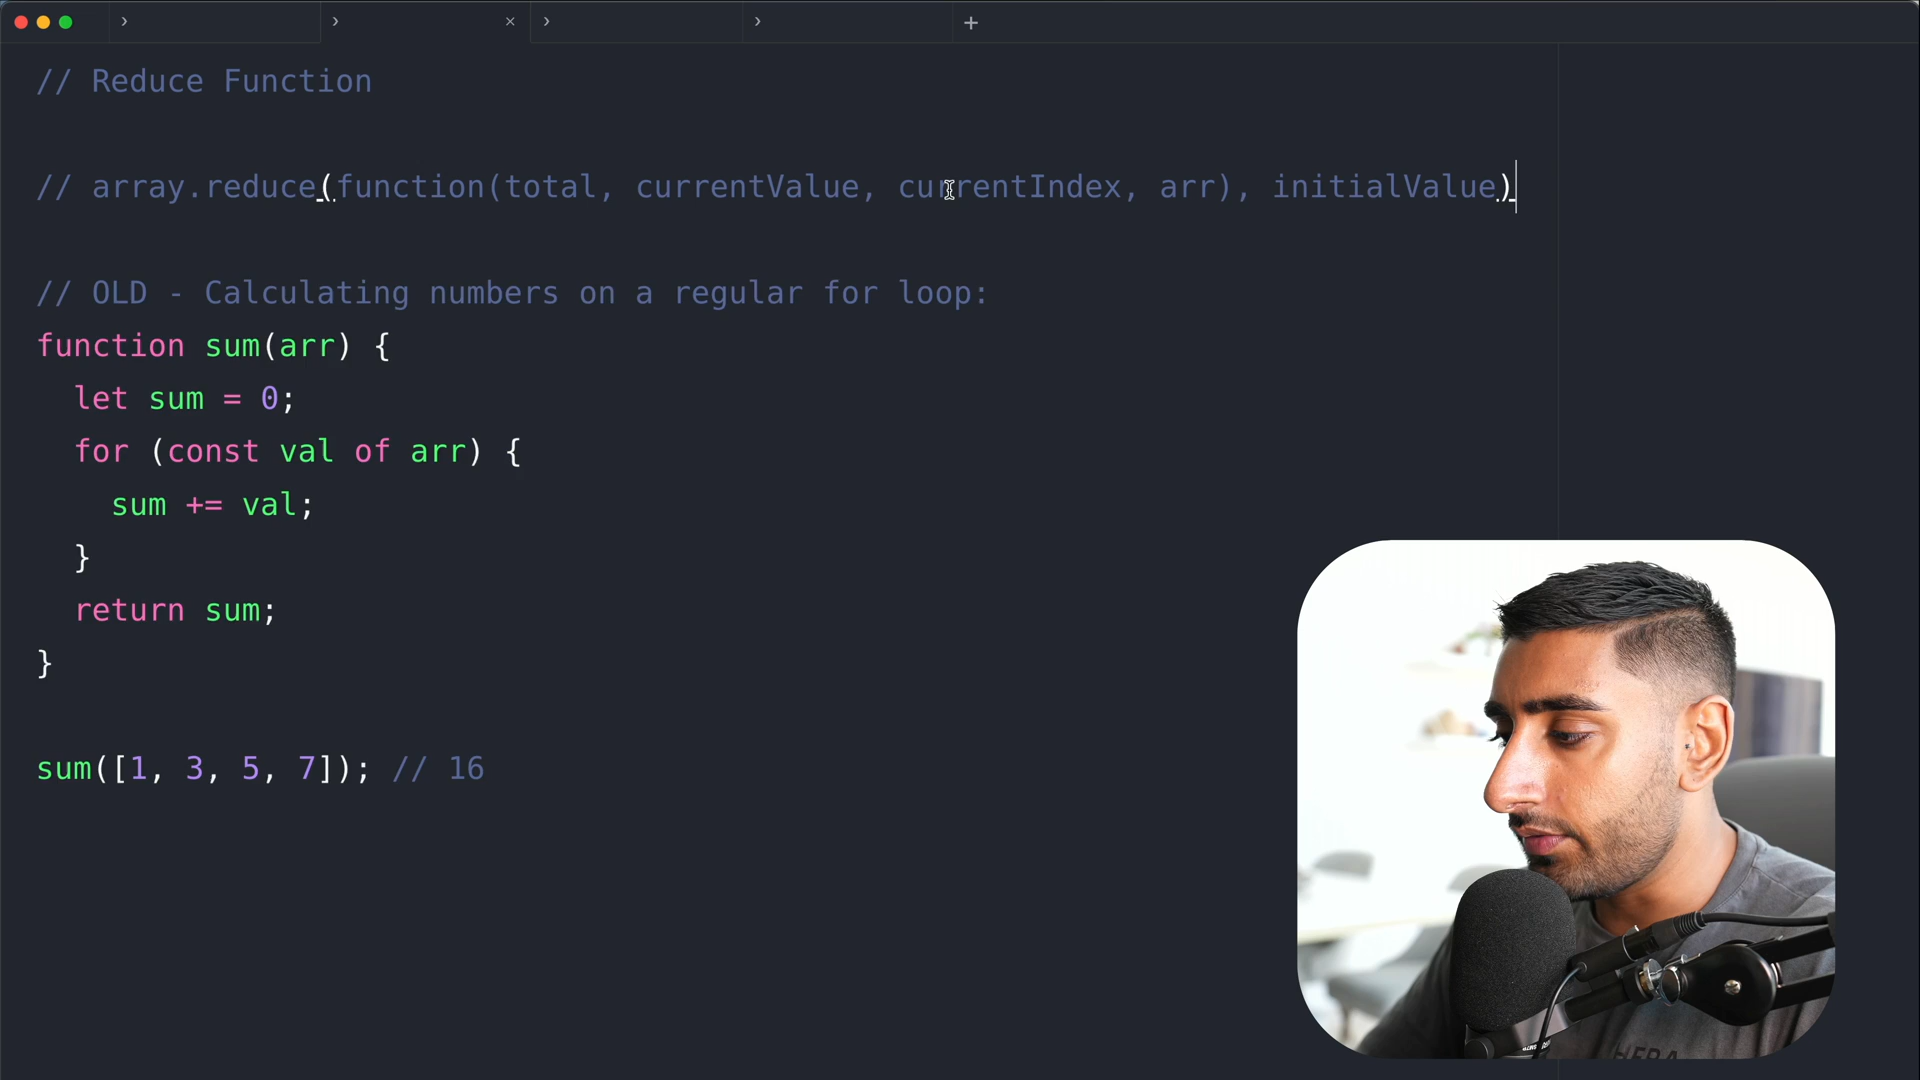 // Reduce Function
// array.reduce(function(total, currentValue, currentIndex, arr), initialValue)
// OLD - Calculating numbers on a regular for loop:
function sum(arr) {
let sum = 0;
for (const val of arr) {
sum += val;
}
return sum;
}
sum([1, 3, 5, 7]); // 16